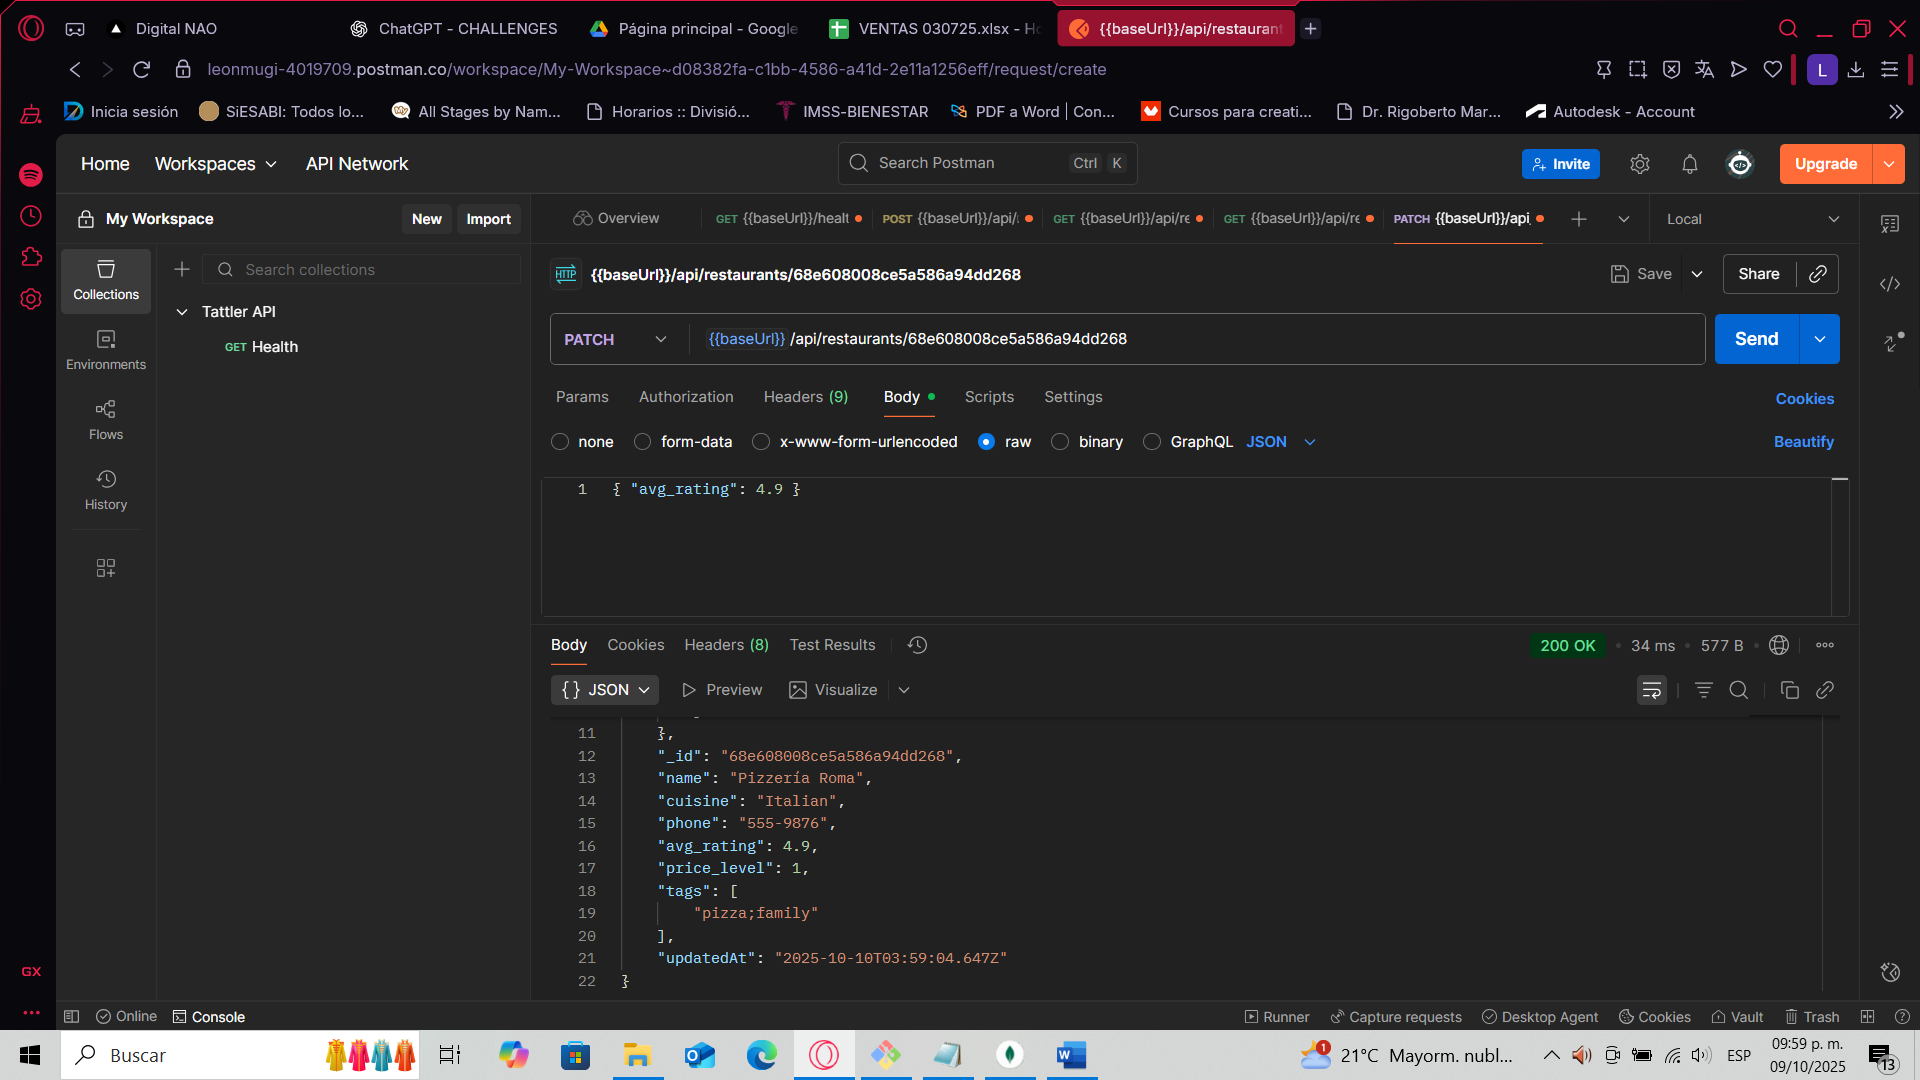 Digital NAO
ChatGPT - CHALLENGES
Página principal - Google
VENTAS 030725.xlsx - Ho
{{baseUrl}}/api/restauran
leonmugi-4019709.postman.co/workspace/My-Workspace~d08382fa-c1bb-4586-a41d-2e11a1256eff/request/create
L
Inicia sesión
SiESABI: Todos lo...
All Stages by Nam...
Horarios :: Divisió...
IMSS-BIENESTAR
PDF a Word | Con...
Cursos para creati...
Dr. Rigoberto Mar...
Autodesk - Account
Home
Workspaces
API Network
Search Postman
Ctrl
K
Invite
Upgrade
My Workspace
New
Import
Overview
GET {{baseUrl}}/healt
POST {{baseUrl}}/api/
GET {{baseUrl}}/api/re
GET {{baseUrl}}/api/re
PATCH {{baseUrl}}/api
Local
Collections
Environments
Flows
History
Search collections
Tattler API
GET Health
HTTP
{{baseUrl}}/api/restaurants/68e608008ce5a586a94dd268
Save
Share
PATCH
{{baseUrl}} /api/restaurants/68e608008ce5a586a94dd268
Send
Params
Authorization
Headers (9)
Body
Scripts
Settings
Cookies
none
form-data
x-www-form-urlencoded
raw
binary
GraphQL
JSON
Beautify
1 { "avg_rating": 4.9 }
Body
Cookies
Headers (8)
Test Results
200 OK
34 ms
577 B
{} JSON
Preview
Visualize
11 },
12 "_id": "68e608008ce5a586a94dd268",
13 "name": "Pizzería Roma",
14 "cuisine": "Italian",
15 "phone": "555-9876",
16 "avg_rating": 4.9,
17 "price_level": 1,
18 "tags": [
19 "pizza;family"
20 ],
21 "updatedAt": "2025-10-10T03:59:04.647Z"
22 }
GX
Online
Console
Runner
Capture requests
Desktop Agent
Cookies
Vault
Trash
Buscar
1
21°C Mayorm. nubl...
ESP
09:59 p. m.
09/10/2025
13